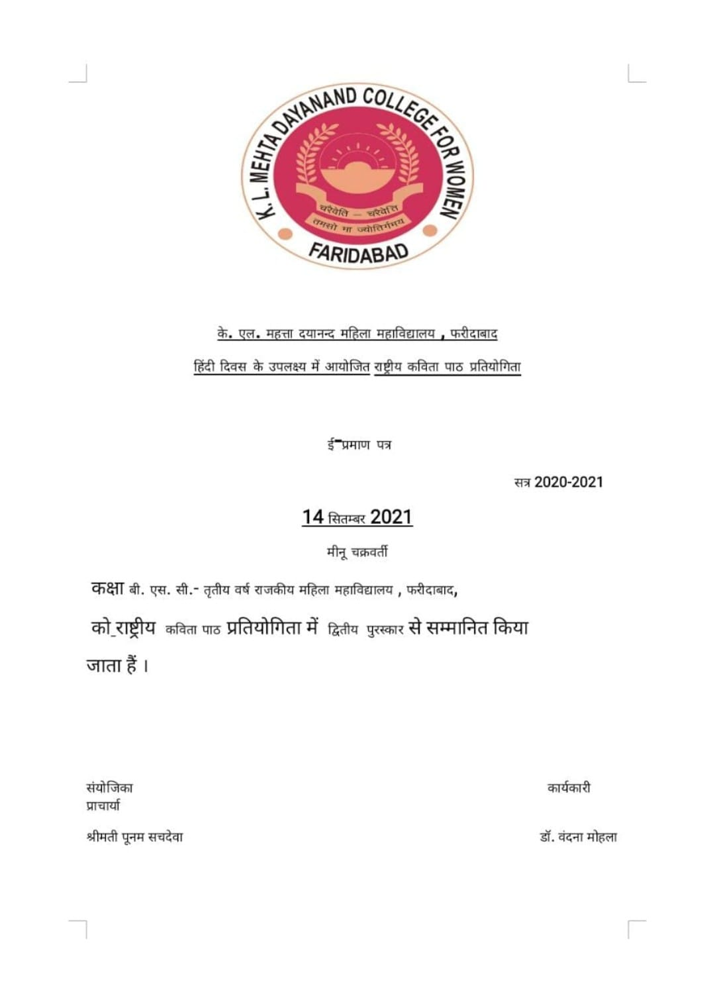 K. L. MEHTA DAYANAND COLLEGE FOR WOMEN
चरैवेति – चरैवेति
तमसो मा ज्योतिर्गमय
FARIDABAD
के. एल. महत्ता दयानन्द महिला महाविद्यालय , फरीदाबाद
हिंदी दिवस के उपलक्ष्य में आयोजित राष्ट्रीय कविता पाठ प्रतियोगिता
ई-प्रमाण पत्र
सत्र 2020-2021
14 सितम्बर 2021
मीनू चक्रवर्ती
कक्षा बी. एस. सी.- तृतीय वर्ष राजकीय महिला महाविद्यालय , फरीदाबाद,
को_राष्ट्रीय कविता पाठ प्रतियोगिता में द्वितीय पुरस्कार से सम्मानित किया
जाता हैं ।
संयोजिका कार्यकारी
प्राचार्या
श्रीमती पूनम सचदेवा डॉ. वंदना मोहला